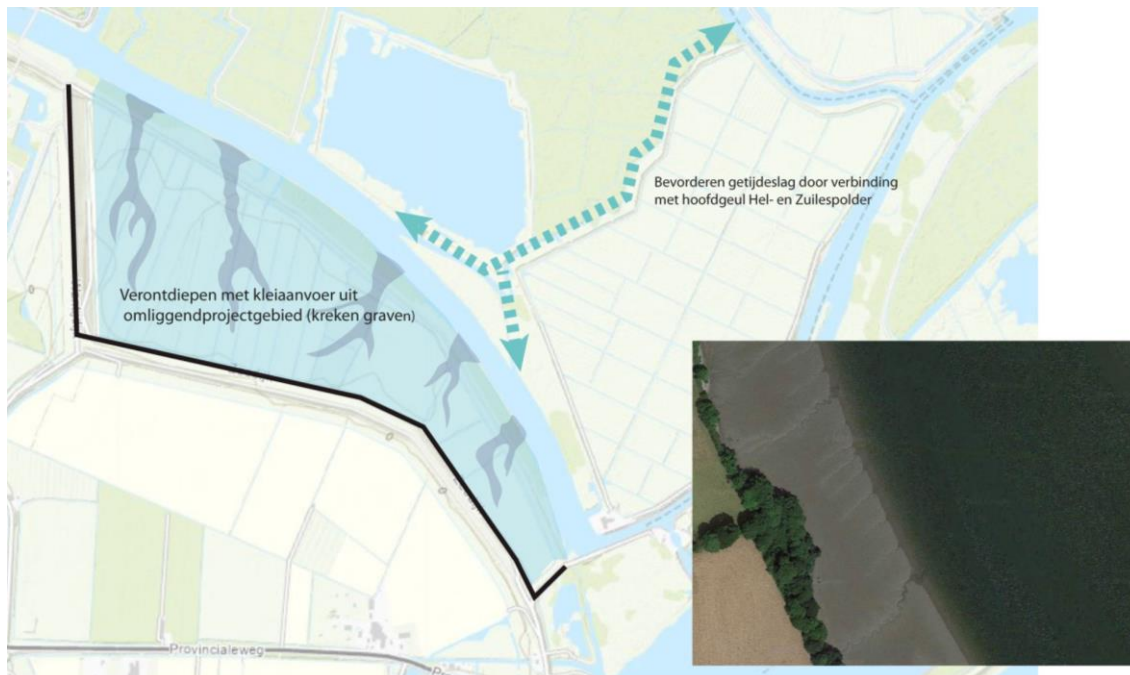 Bevorderen getijdeslag door verbinding
met hoofdgeul Hel- en Zuilespolder
Verontdiepen met kleiaanvoer uit
omliggendprojectgebied (kreken graven)
Provincialeweg